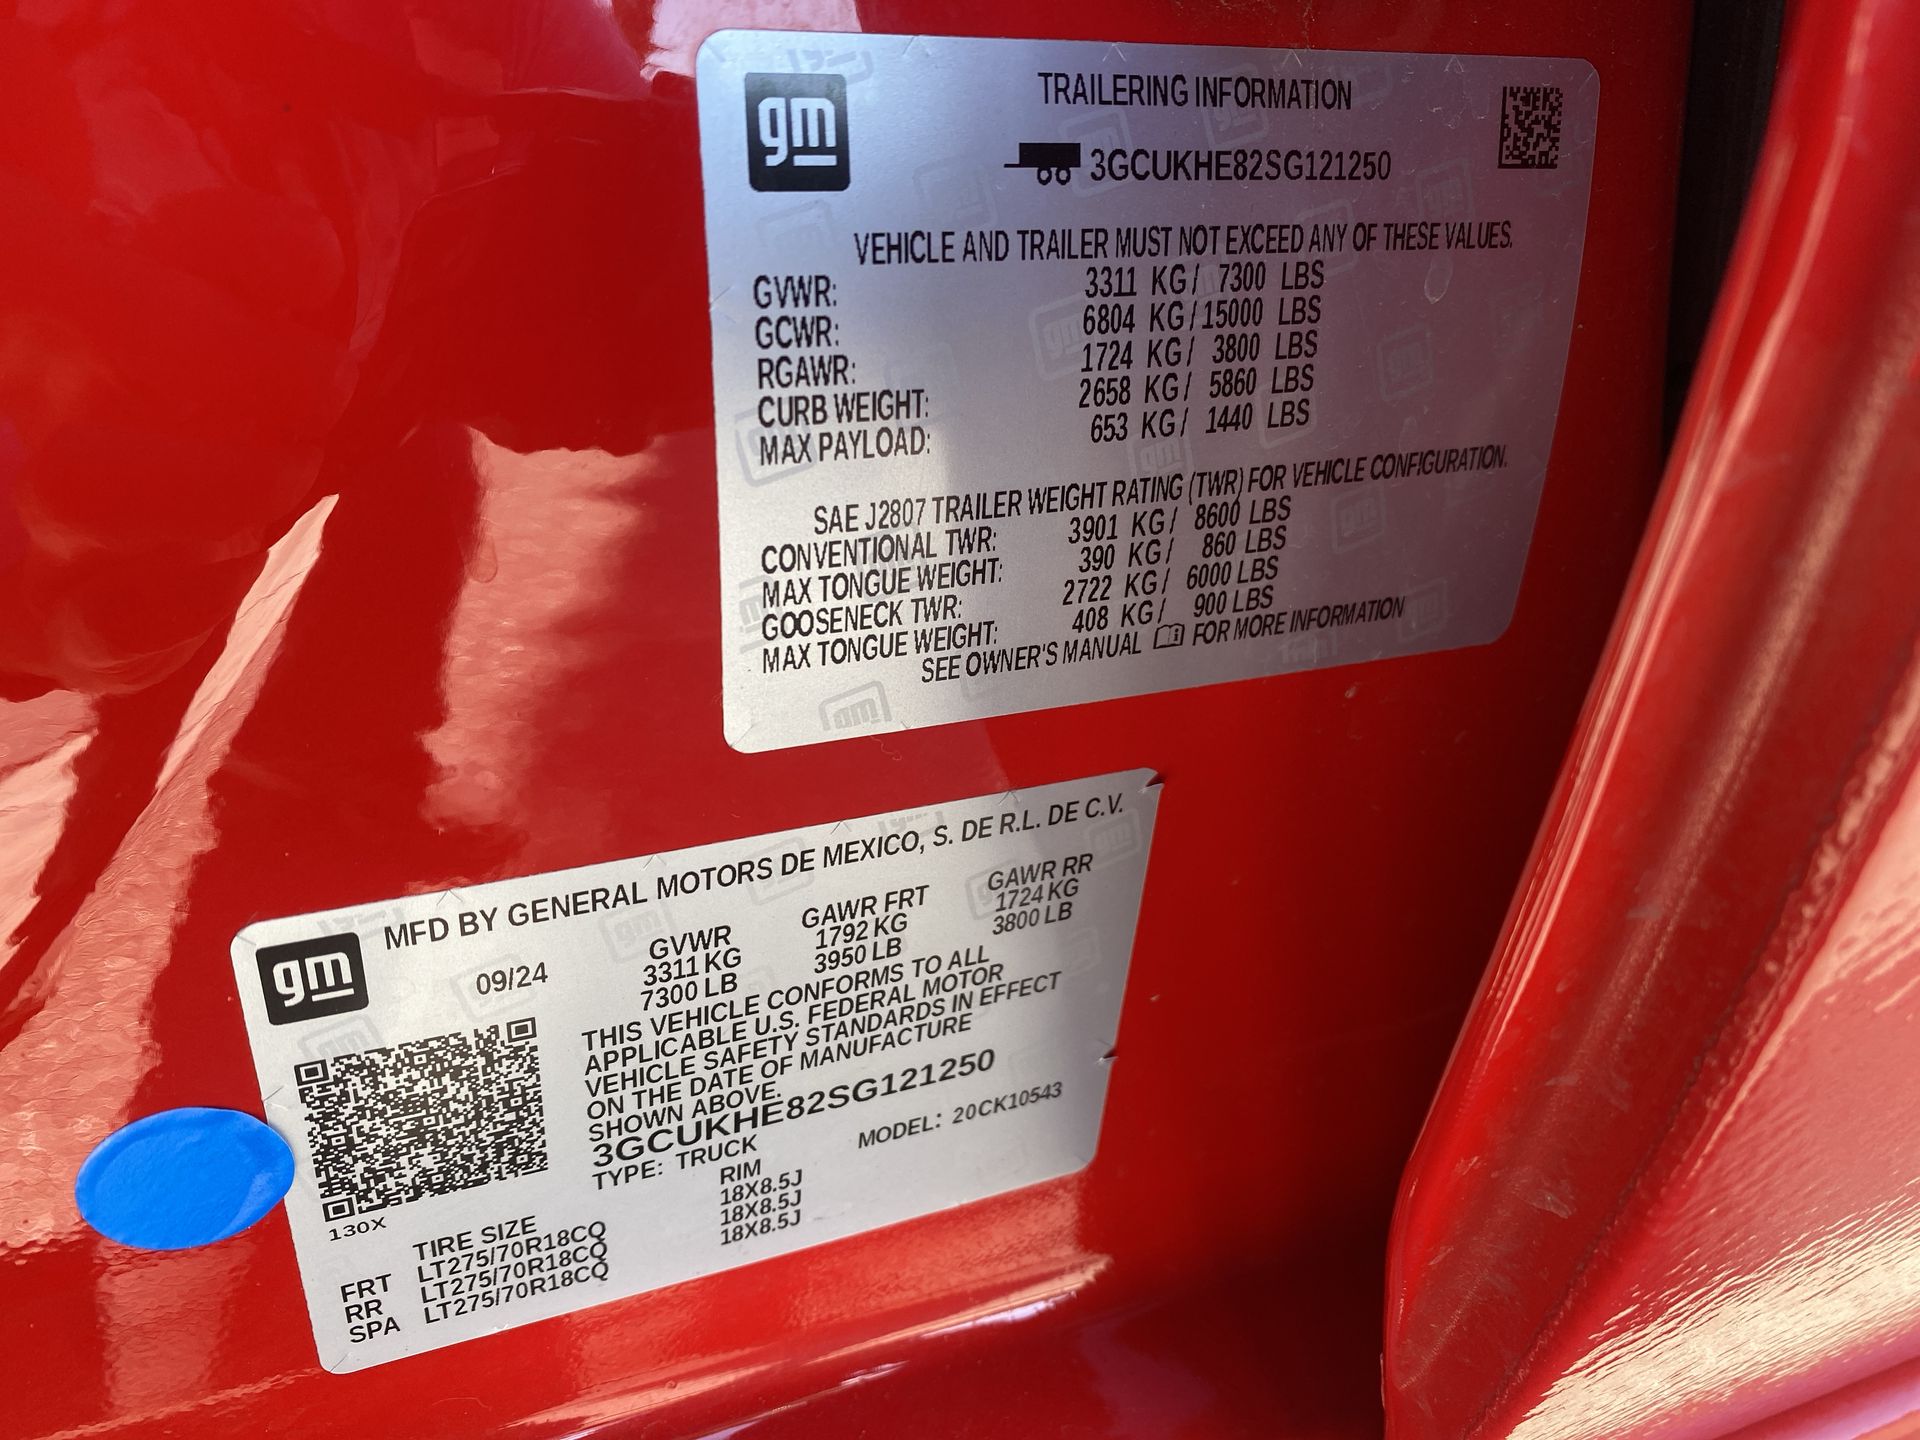 gm
TRAILERING INFORMATION
3GCUKHE82SG121250
VEHICLE AND TRAILER MUST NOT EXCEED ANY OF THESE VALUES.
GVWR: 3311 KG/ 7300 LBS
GCWR: 6804 KG/15000 LBS
RGAWR: 1724 KG/ 3800 LBS
CURB WEIGHT: 2658 KG/ 5860 LBS
MAX PAYLOAD: 653 KG/ 1440 LBS
SAE J2807 TRAILER WEIGHT RATING (TWR) FOR VEHICLE CONFIGURATION.
CONVENTIONAL TWR: 3901 KG/ 8600 LBS
MAX TONGUE WEIGHT: 390 KG/ 860 LBS
GOOSENECK TWR: 2722 KG/ 6000 LBS
MAX TONGUE WEIGHT: 408 KG/ 900 LBS
SEE OWNER'S MANUAL FOR MORE INFORMATION
gm
MFD BY GENERAL MOTORS DE MEXICO, S. DE R.L. DE C.V.
09/24 GVWR GAWR FRT GAWR RR
3311 KG 1792 KG 1724 KG
7300 LB 3950 LB 3800 LB
THIS VEHICLE CONFORMS TO ALL
APPLICABLE U.S. FEDERAL MOTOR
VEHICLE SAFETY STANDARDS IN EFFECT
ON THE DATE OF MANUFACTURE
SHOWN ABOVE.
3GCUKHE82SG121250
TYPE: TRUCK MODEL: 20CK10543
130X
TIRE SIZE RIM
FRT LT275/70R18CQ 18X8.5J
RR LT275/70R18CQ 18X8.5J
SPA LT275/70R18CQ 18X8.5J